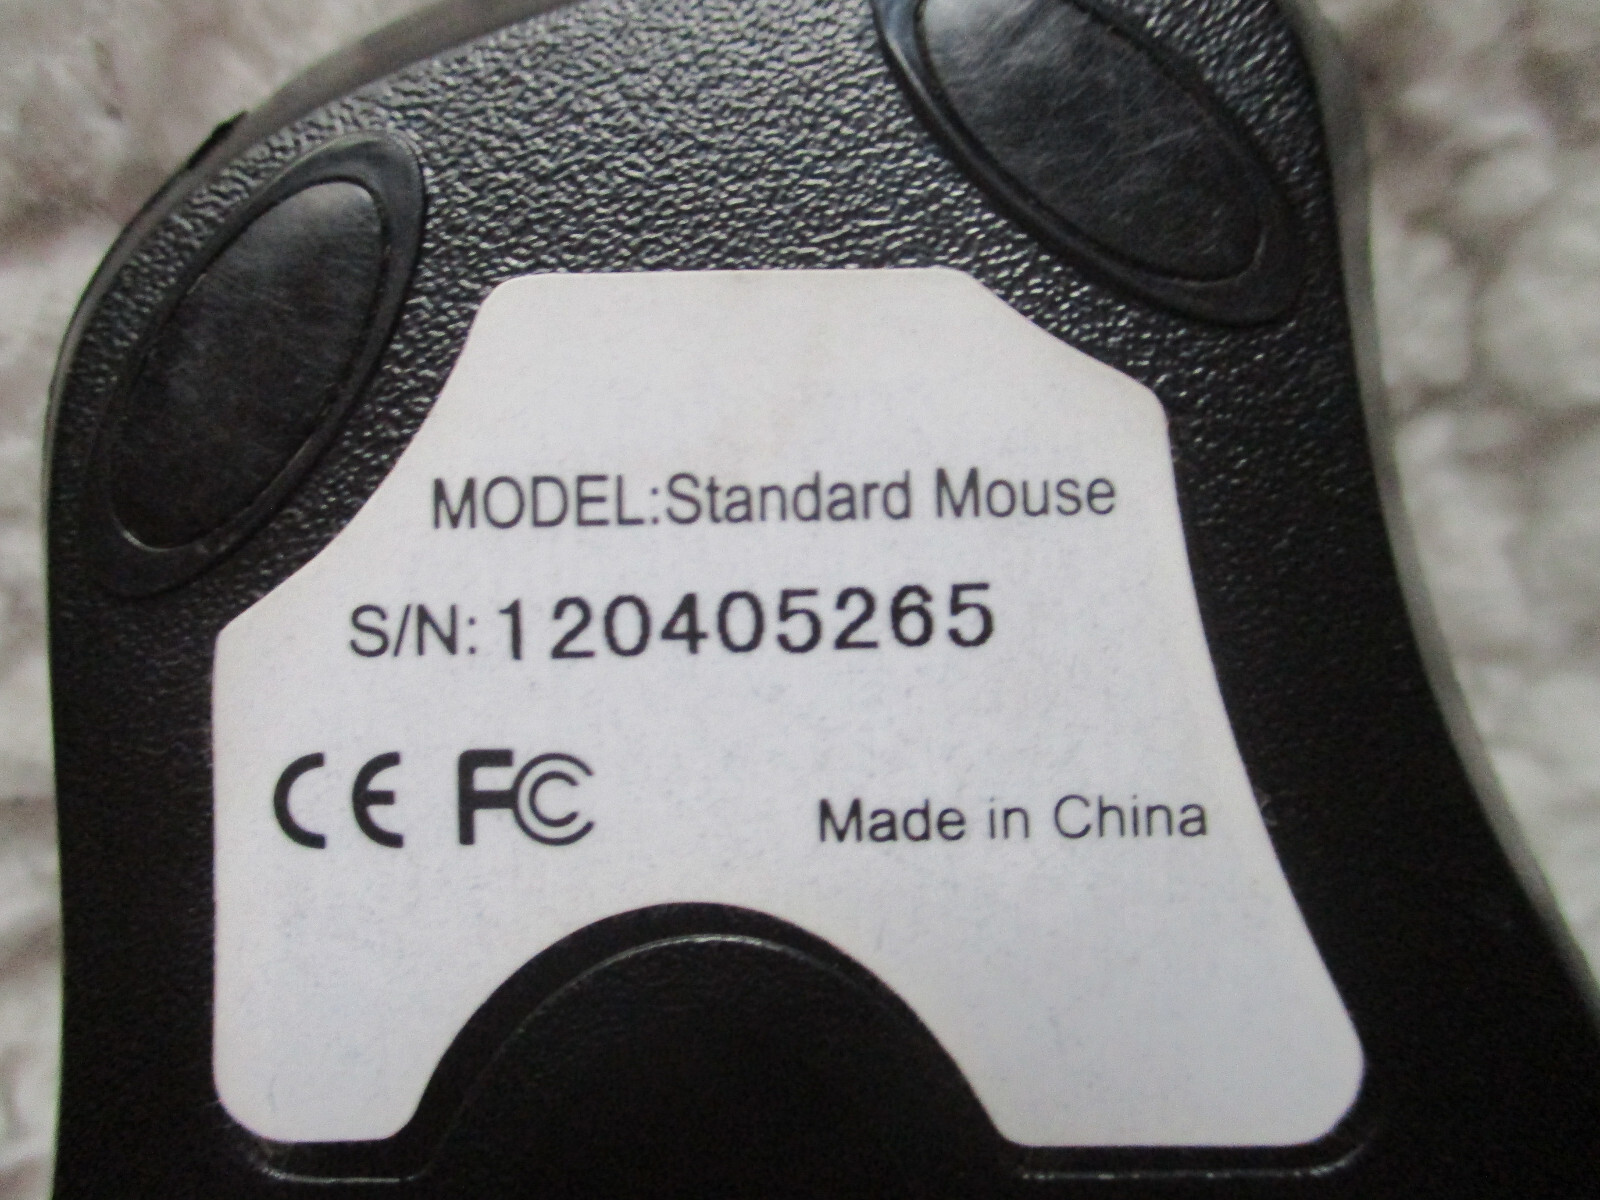 MODEL:Standard Mouse
S/N: 120405265
CE FC Made in China